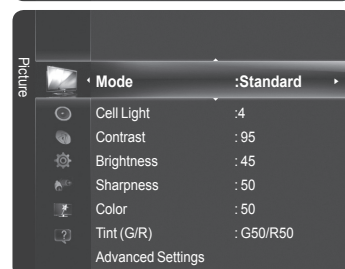 Picture
Mode :Standard
Cell Light :4
Contrast : 95
Brightness : 45
Sharpness : 50
Color : 50
Tint (G/R) : G50/R50
Advanced Settings